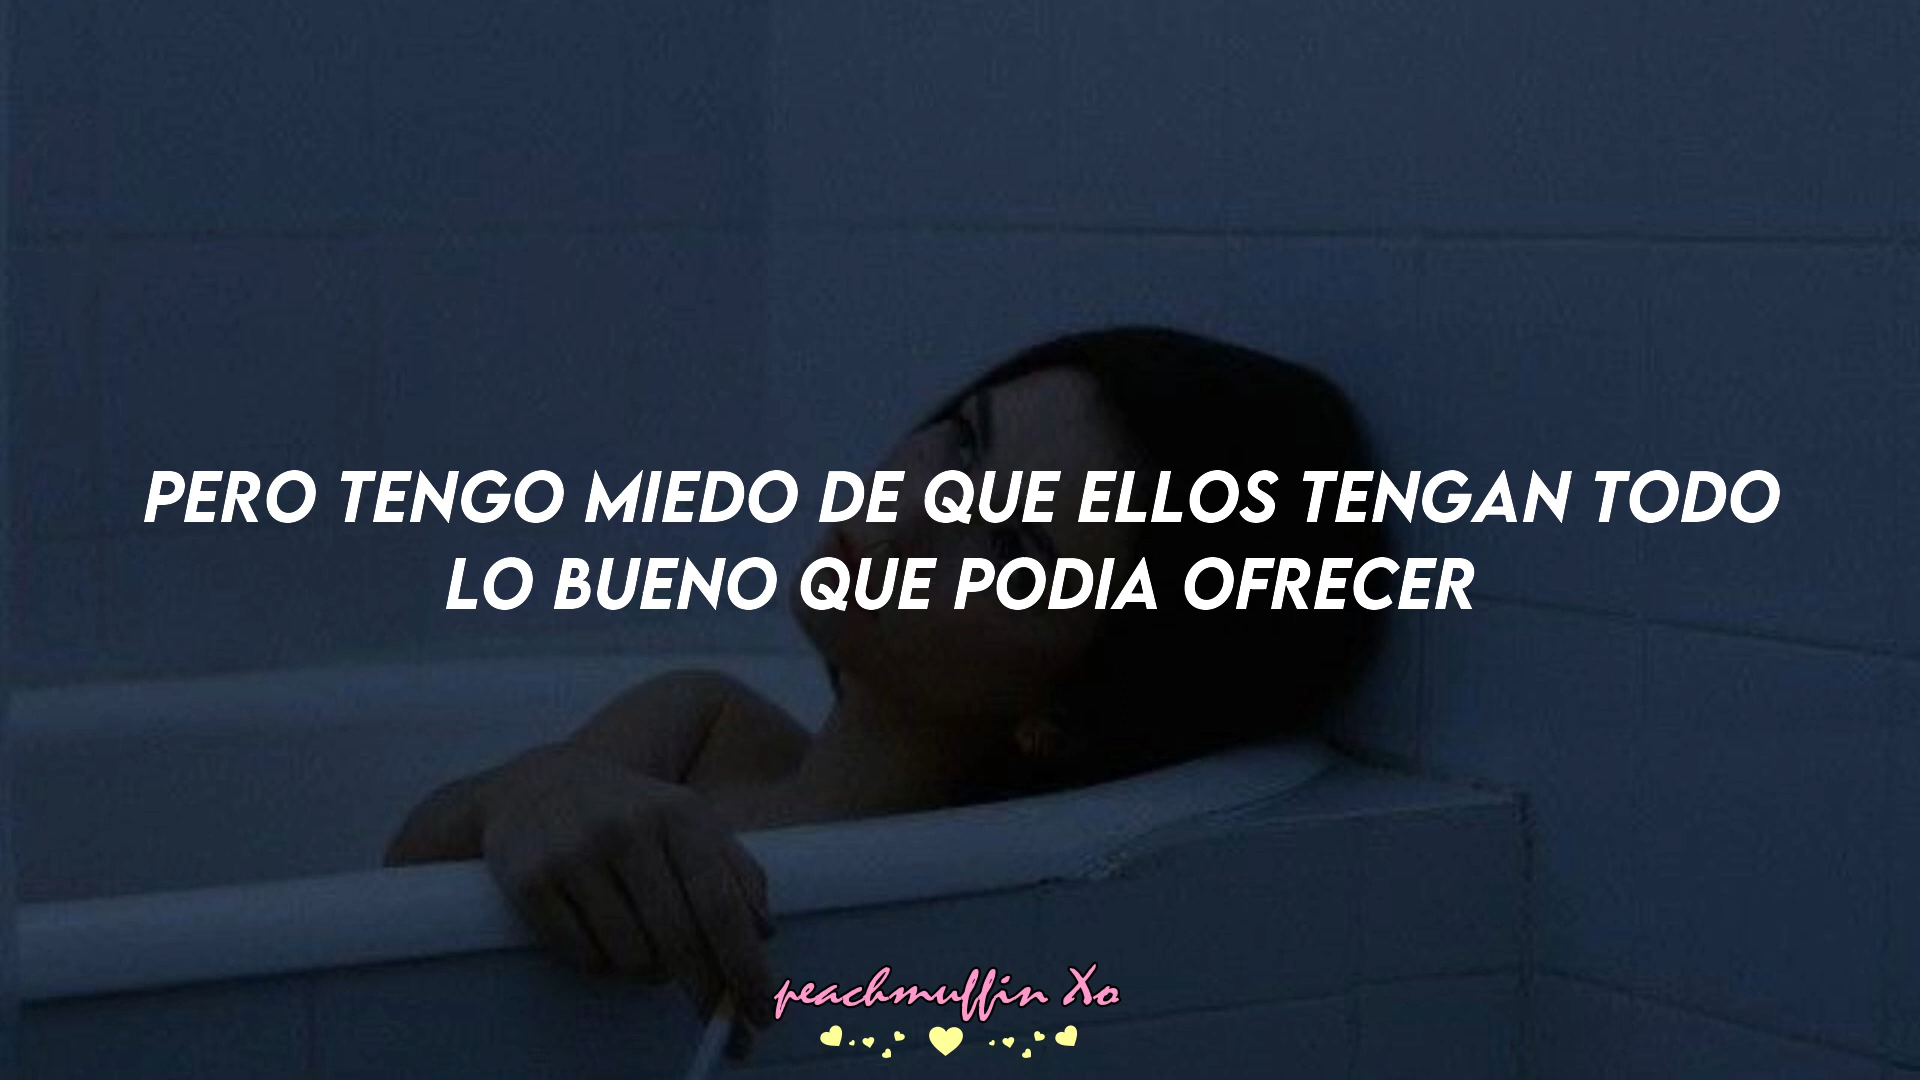 PERO TENGO MIEDO DE QUE ELLOS TENGAN TODO
LO BUENO QUE PODIA OFRECER
peachmuffin Xo